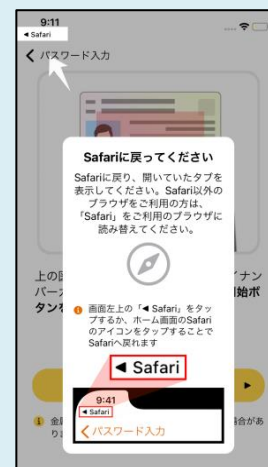 9:11
◀ Safari
パスワード入力
Safariに戻ってください
Safariに戻り、開いていたタブを
表示してください。Safari以外の
ブラウザをご利用の方は、
「Safari」をご利用のブラウザに
読み替えてください。
上の
イナン
バー
始ボ
タンを
! 画面左上の「◀ Safari」をタッ
プするか、ホーム画面のSafari
のアイコンをタップすることで
Safariへ戻れます
◀ Safari
9:41
◀ Safari
パスワード入力